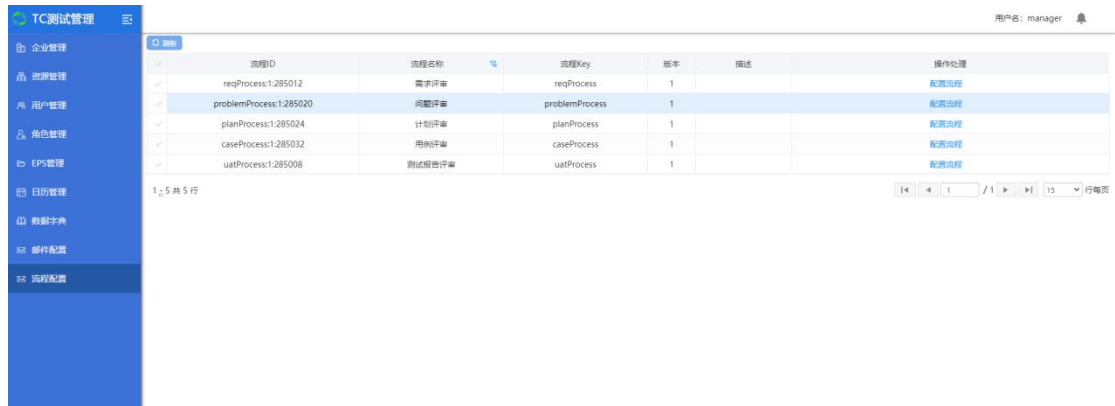 TC测试管理
用户名: manager
企业管理
资源管理
用户管理
角色管理
EPS管理
日历管理
数据字典
邮件配置
流程配置
刷新
流程ID 流程名称 流程Key 版本 描述 操作处理
reqProcess:1:285012 需求评审 reqProcess 1 配置流程
problemProcess:1:285020 问题评审 problemProcess 1 配置流程
planProcess:1:285024 计划评审 planProcess 1 配置流程
caseProcess:1:285032 用例评审 caseProcess 1 配置流程
uatProcess:1:285008 测试报告评审 uatProcess 1 配置流程
1 - 5 共 5 行 1 / 1 15 行每页